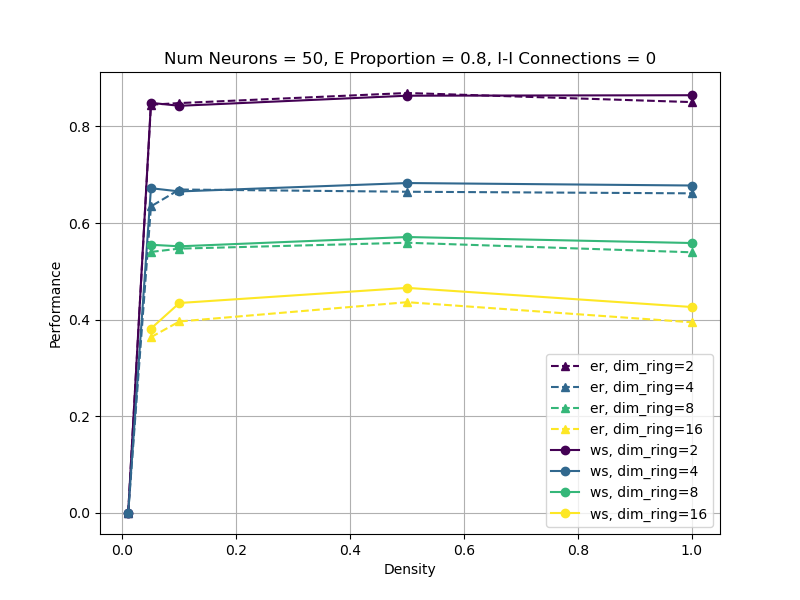 Num Neurons = 50, E Proportion = 0.8, I-I Connections = 0
Performance
0.8
0.6
0.4
0.2
0.0
er, dim_ring=2
er, dim_ring=4
er, dim_ring=8
er, dim_ring=16
ws, dim_ring=2
ws, dim_ring=4
ws, dim_ring=8
ws, dim_ring=16
0.0 0.2 0.4 0.6 0.8 1.0
Density